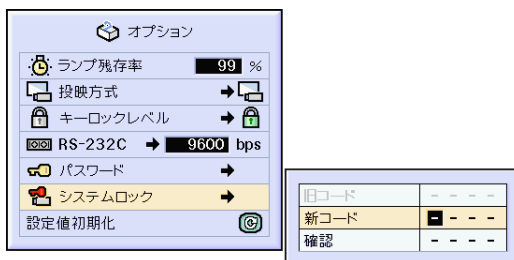 オプション
ランプ残存率 99 %
投映方式
キーロックレベル
RS-232C 9600 bps
パスワード
システムロック
設定値初期化
旧コード - - - -
新コード - - - -
確認 - - - -